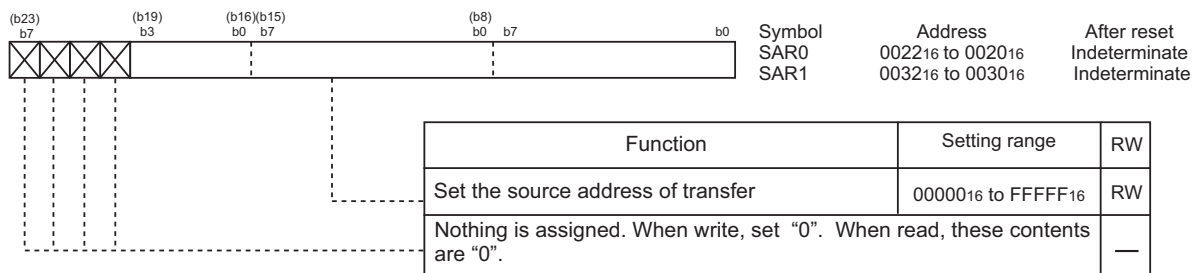 (b23) (b19) (b16)(b15) (b8)
b7 b3 b0 b7 b0 b7 b0
Symbol Address After reset
SAR0 002216 to 002016 Indeterminate
SAR1 003216 to 003016 Indeterminate
Function Setting range RW
Set the source address of transfer 0000016 to FFFFF16 RW
Nothing is assigned. When write, set “0”. When read, these contents
are “0”. —